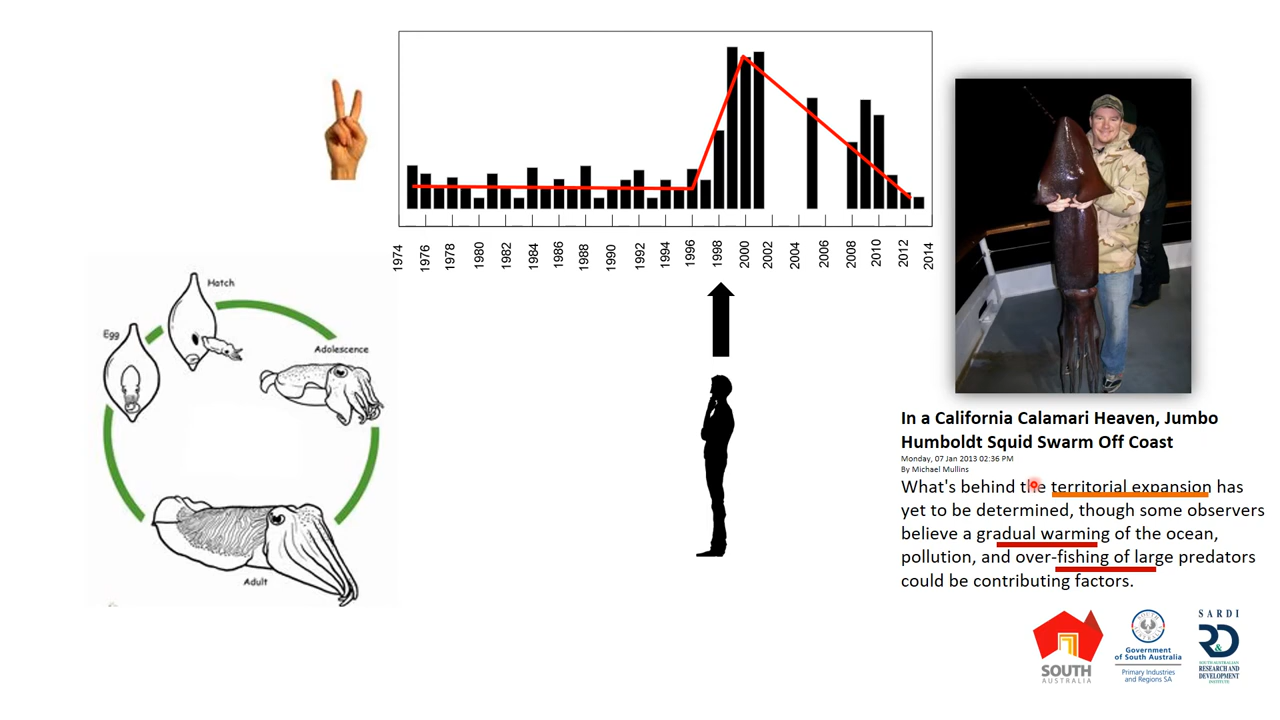 1974
1976
1978
1980
1982
1984
1986
1988
1990
1992
1994
1996
1998
2000
2002
2004
2006
2008
2010
2012
2014
Hatch
Egg
Adolescence
Adult
In a California Calamari Heaven, Jumbo
Humboldt Squid Swarm Off Coast
Monday, 07 Jan 2013 02:36 PM
By Michael Mullins
What's behind the territorial expansion has
yet to be determined, though some observers
believe a gradual warming of the ocean,
pollution, and over-fishing of large predators
could be contributing factors.
SOUTH
AUSTRALIA
Government
of South Australia
Primary Industries
and Regions SA
SARDI
R&D
SOUTH AUSTRALIAN
RESEARCH AND
DEVELOPMENT
INSTITUTE